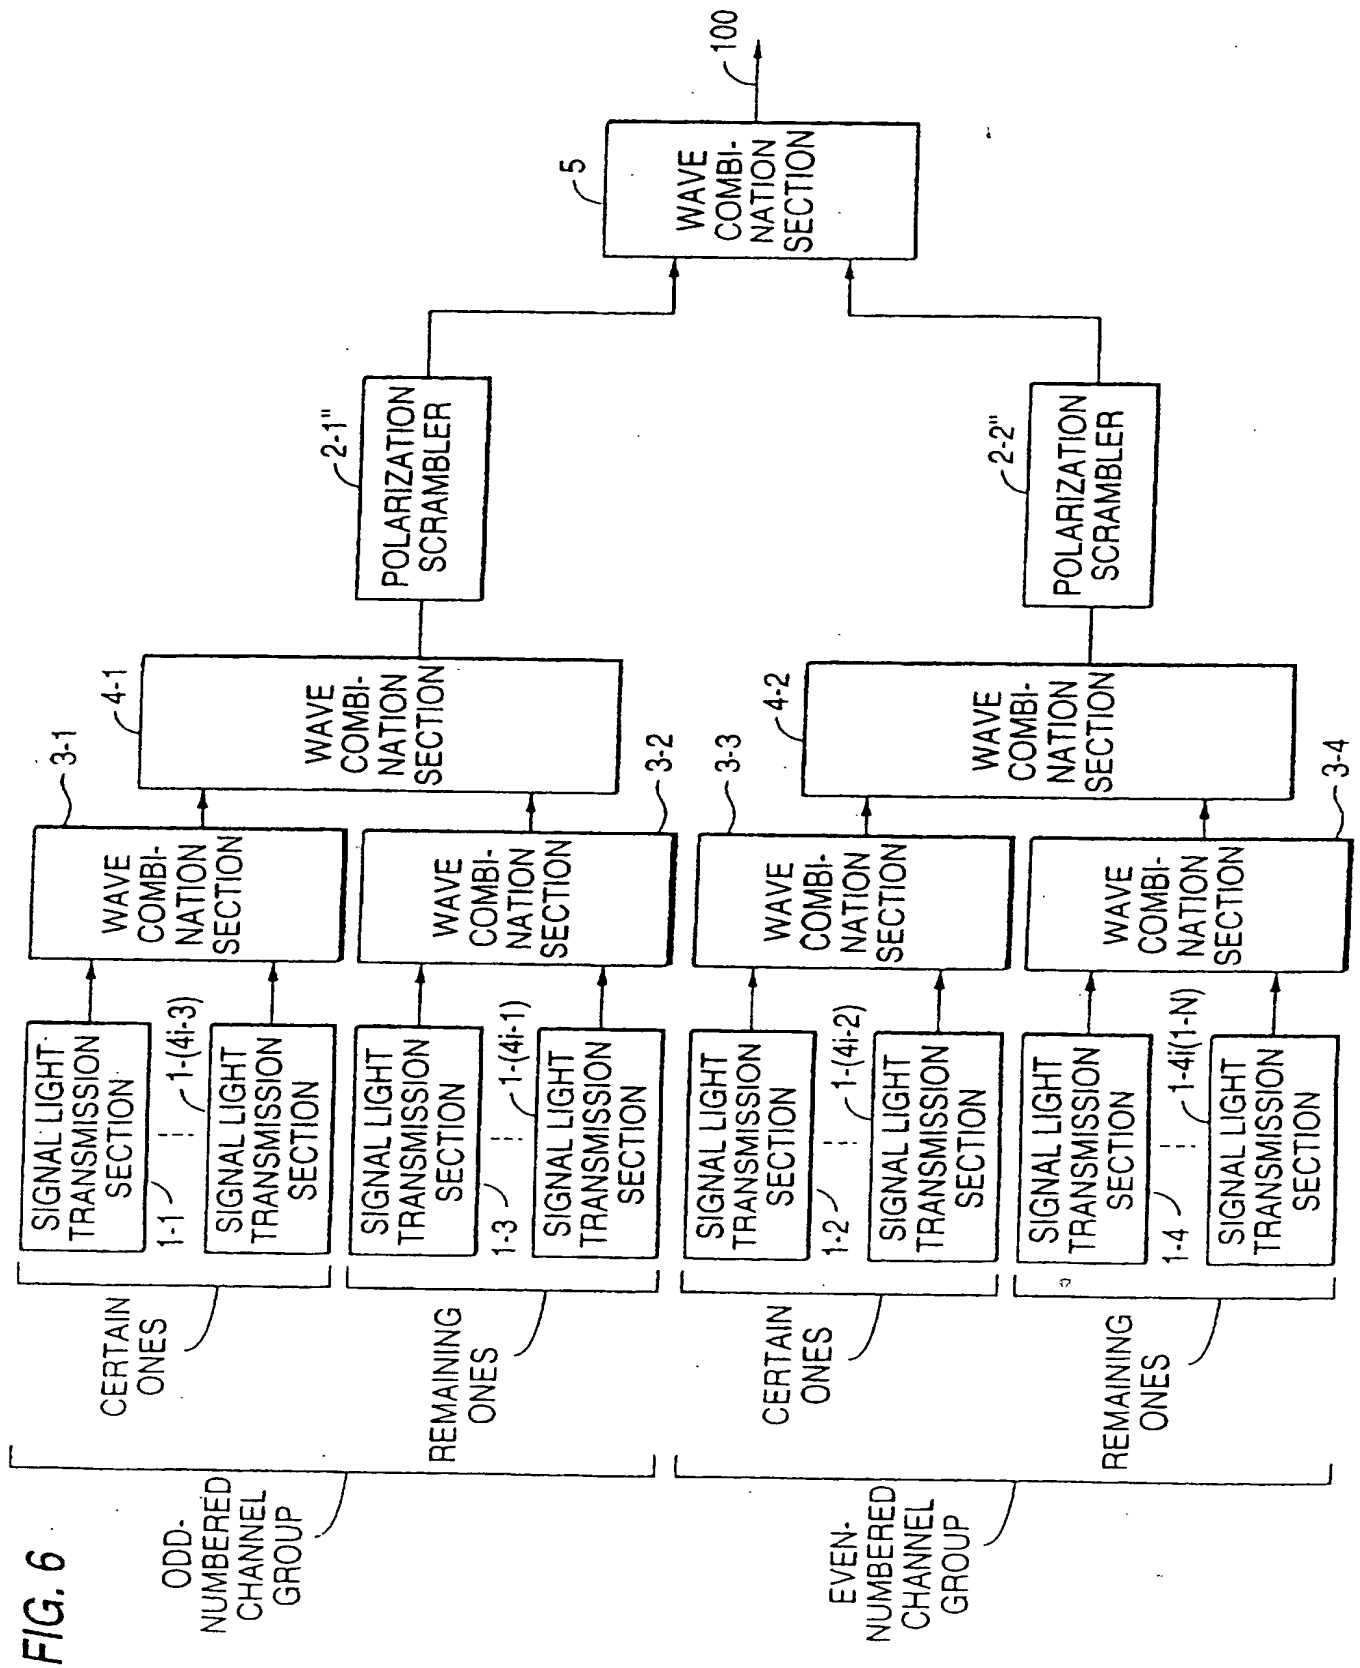 FIG. 6
ODD-
NUMBERED
CHANNEL
GROUP
CERTAIN
ONES
SIGNAL LIGHT
TRANSMISSION
SECTION
1-1
1-(4i-3)
SIGNAL LIGHT
TRANSMISSION
SECTION
WAVE
COMBI-
NATION
SECTION
3-1
REMAINING
ONES
SIGNAL LIGHT
TRANSMISSION
SECTION
1-3
1-(4i-1)
SIGNAL LIGHT
TRANSMISSION
SECTION
WAVE
COMBI-
NATION
SECTION
3-2
WAVE
COMBI-
NATION
SECTION
4-1
POLARIZATION
SCRAMBLER
2-1"
EVEN-
NUMBERED
CHANNEL
GROUP
CERTAIN
ONES
SIGNAL LIGHT
TRANSMISSION
SECTION
1-2
1-(4i-2)
SIGNAL LIGHT
TRANSMISSION
SECTION
WAVE
COMBI-
NATION
SECTION
3-3
REMAINING
ONES
SIGNAL LIGHT
TRANSMISSION
SECTION
1-4
1-4i(1-N)
SIGNAL LIGHT
TRANSMISSION
SECTION
WAVE
COMBI-
NATION
SECTION
3-4
WAVE
COMBI-
NATION
SECTION
4-2
POLARIZATION
SCRAMBLER
2-2"
WAVE
COMBI-
NATION
SECTION
5
100